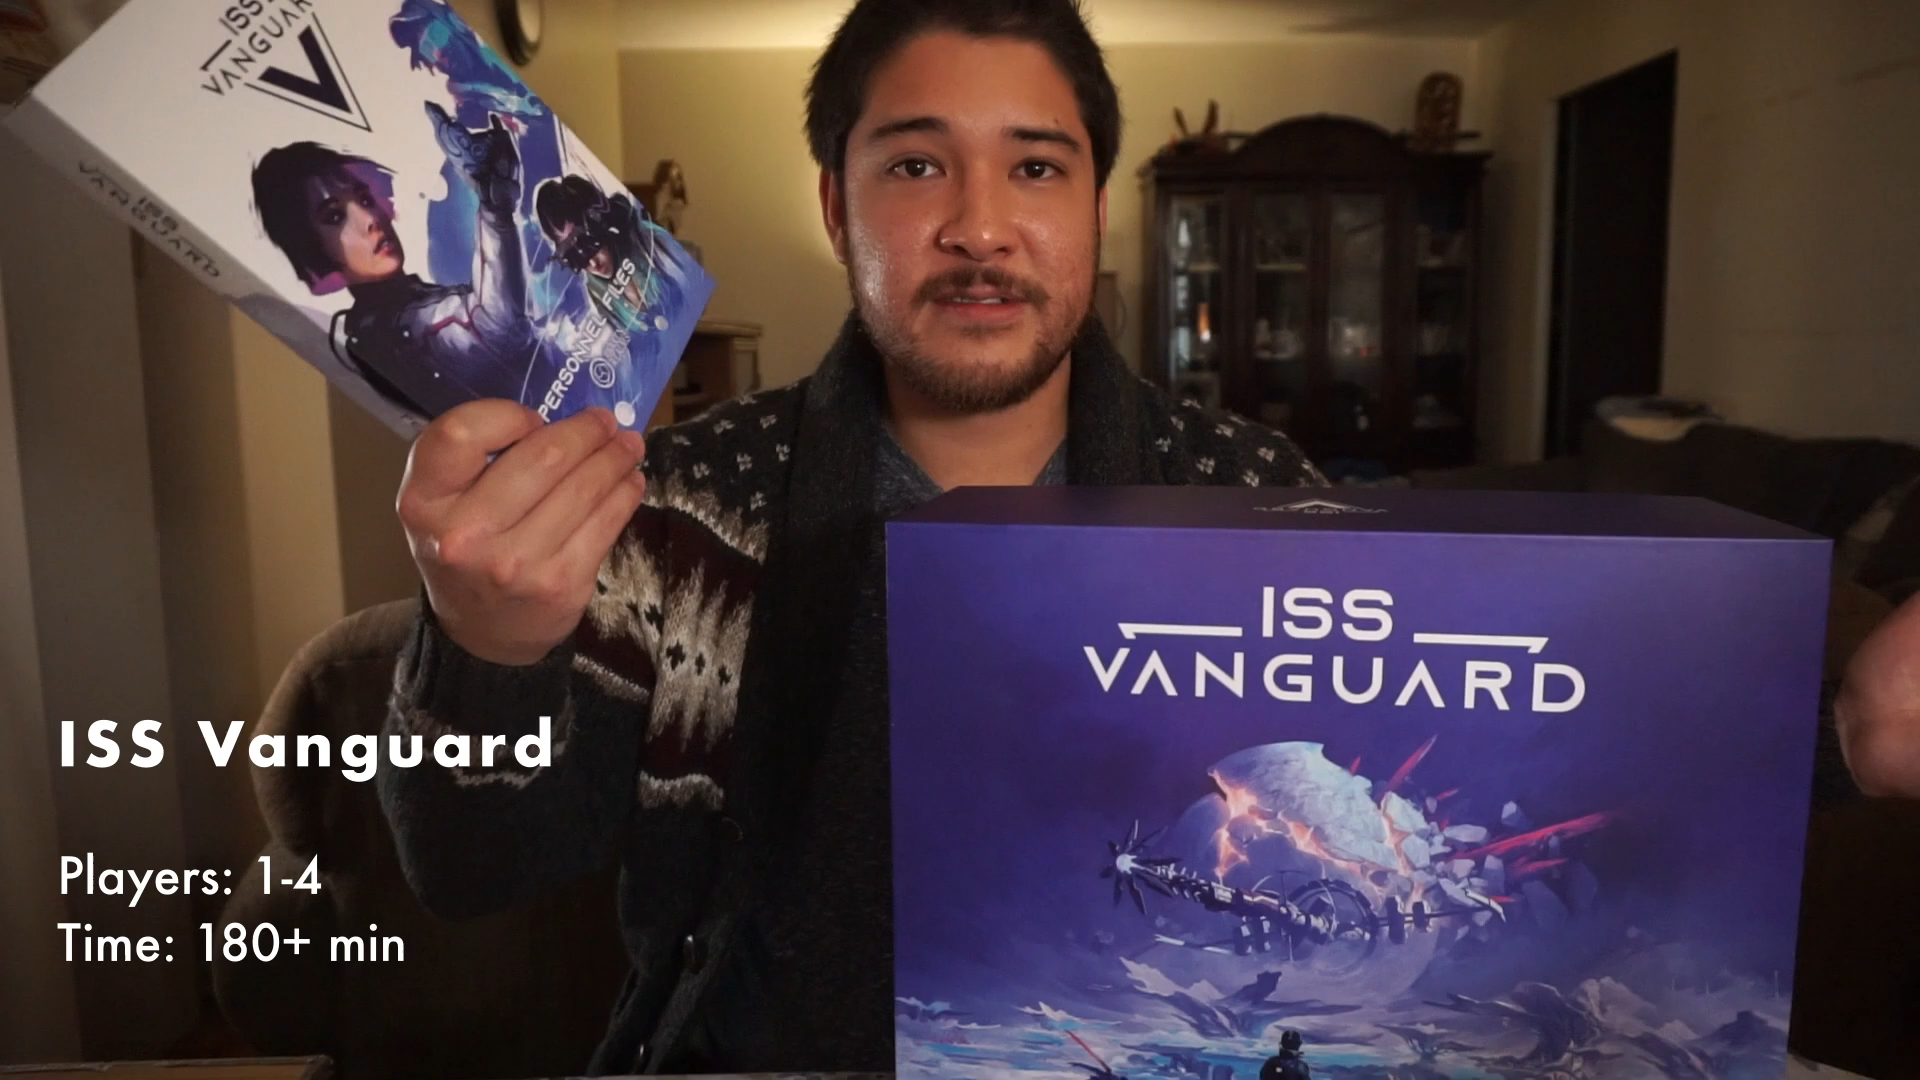 ISS
VANGUARD
V
ISS
VANGUARD
PERSONNEL FILES
ISS
VANGUARD
ISS Vanguard
Players: 1-4
Time: 180+ min